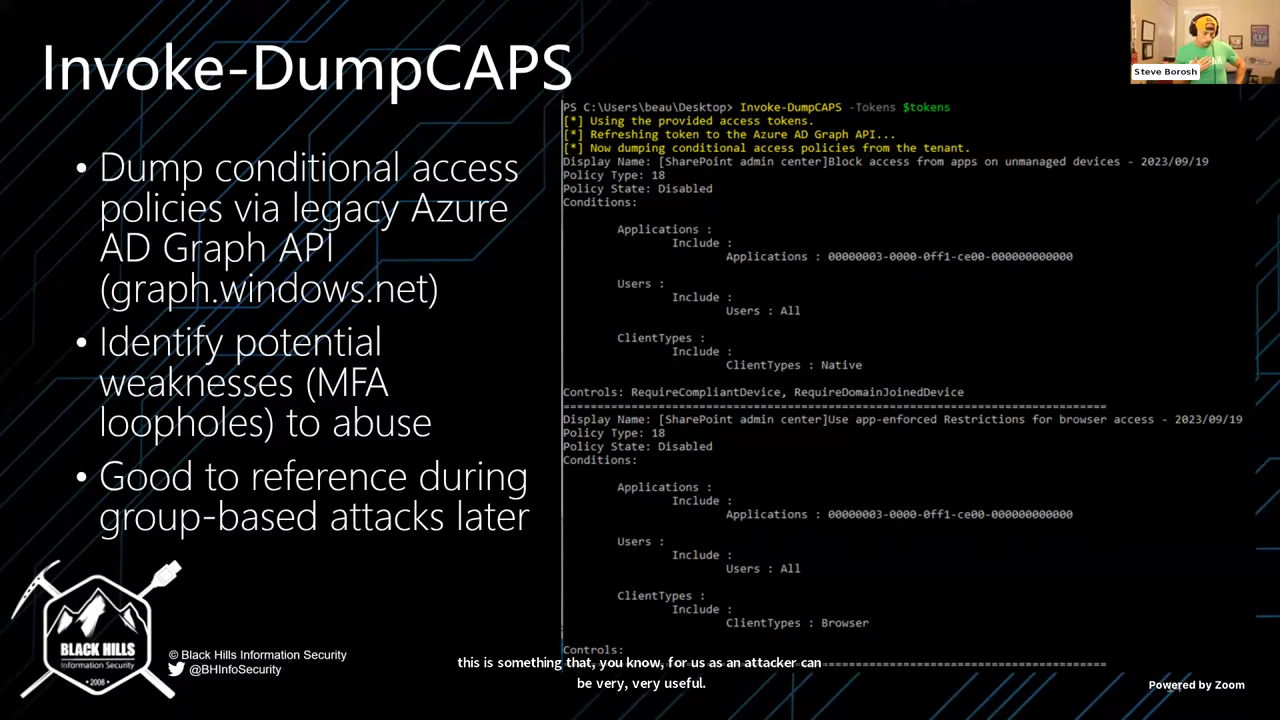 Invoke-DumpCAPS
Steve Borosh
• Dump conditional access
policies via legacy Azure
AD Graph API
(graph.windows.net)
• Identify potential
weaknesses (MFA
loopholes) to abuse
• Good to reference during
group-based attacks later
PS C:\Users\beau\Desktop> Invoke-DumpCAPS -Tokens $tokens
[*] Using the provided access tokens.
[*] Refreshing token to the Azure AD Graph API...
[*] Now dumping conditional access policies from the tenant.
Display Name: [SharePoint admin center]Block access from apps on unmanaged devices - 2023/09/19
Policy Type: 18
Policy State: Disabled
Conditions:
Applications :
Include :
Applications : 00000003-0000-0ff1-ce00-000000000000
Users :
Include :
Users : All
ClientTypes :
Include :
ClientTypes : Native
Controls: RequireCompliantDevice, RequireDomainJoinedDevice
================================================================================
Display Name: [SharePoint admin center]Use app-enforced Restrictions for browser access - 2023/09/19
Policy Type: 18
Policy State: Disabled
Conditions:
Applications :
Include :
Applications : 00000003-0000-0ff1-ce00-000000000000
Users :
Include :
Users : All
ClientTypes :
Include :
ClientTypes : Browser
Controls:
this is something that, you know, for us as an attacker can
be very, very useful.
BLACK HILLS
Information Security
• 2008 •
© Black Hills Information Security
@BHInfoSecurity
Powered by Zoom